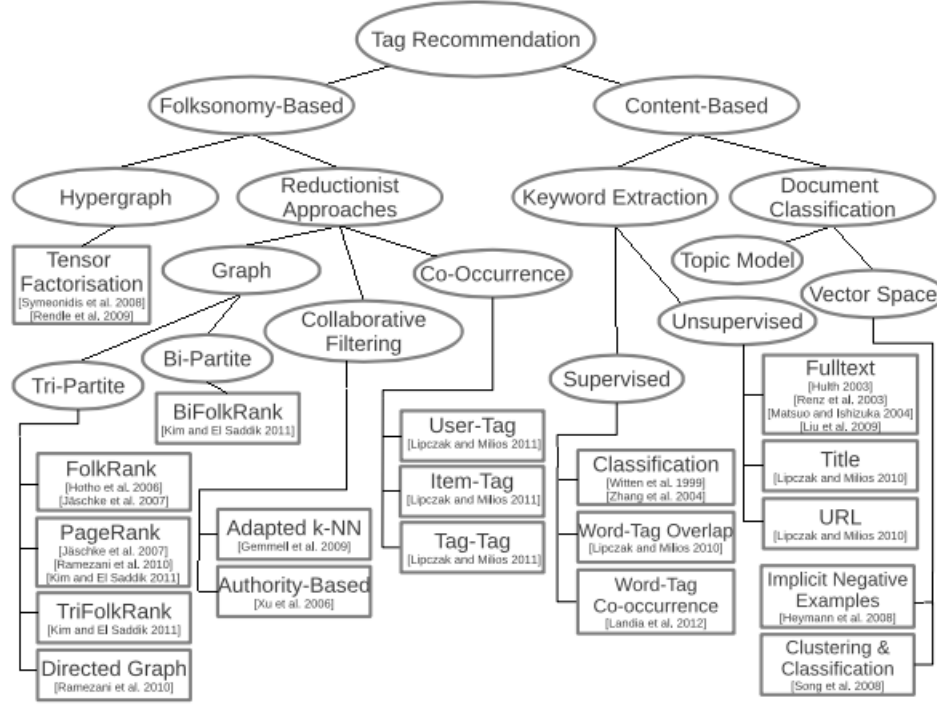 Tag Recommendation
Folksonomy-Based
Content-Based
Hypergraph
Reductionist
Approaches
Keyword Extraction
Document
Classification
Tensor
Factorisation
[Symeonidis et al. 2008]
[Rendle et al. 2009]
Graph
Co-Occurrence
Topic Model
Vector Space
Collaborative
Filtering
Unsupervised
Tri-Partite
Bi-Partite
Supervised
BiFolkRank
[Kim and El Saddik 2011]
FolkRank
[Hotho et al. 2006]
[Jäschke et al. 2007]
PageRank
[Jäschke et al. 2007]
[Ramezani et al. 2010]
[Kim and El Saddik 2011]
TriFolkRank
[Kim and El Saddik 2011]
Directed Graph
[Ramezani et al. 2010]
Adapted k-NN
[Gemmell et al. 2009]
Authority-Based
[Xu et al. 2006]
User-Tag
[Lipczak and Milios 2011]
Item-Tag
[Lipczak and Milios 2011]
Tag-Tag
[Lipczak and Milios 2011]
Classification
[Witten et al. 1999]
[Zhang et al. 2004]
Word-Tag Overlap
[Lipczak and Milios 2010]
Word-Tag
Co-occurrence
[Landia et al. 2012]
Fulltext
[Hulth 2003]
[Renz et al. 2003]
[Matsuo and Ishizuka 2004]
[Liu et al. 2009]
Title
[Lipczak and Milios 2010]
URL
[Lipczak and Milios 2010]
Implicit Negative
Examples
[Heymann et al. 2008]
Clustering &
Classification
[Song et al. 2008]